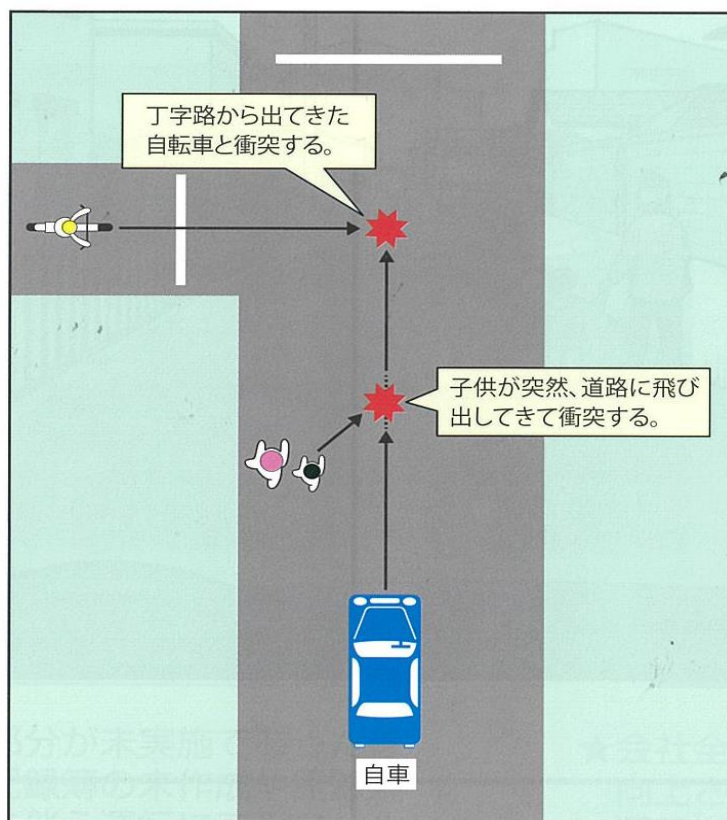 丁字路から出てきた
自転車と衝突する。
子供が突然、道路に飛び
出してきて衝突する。
自車